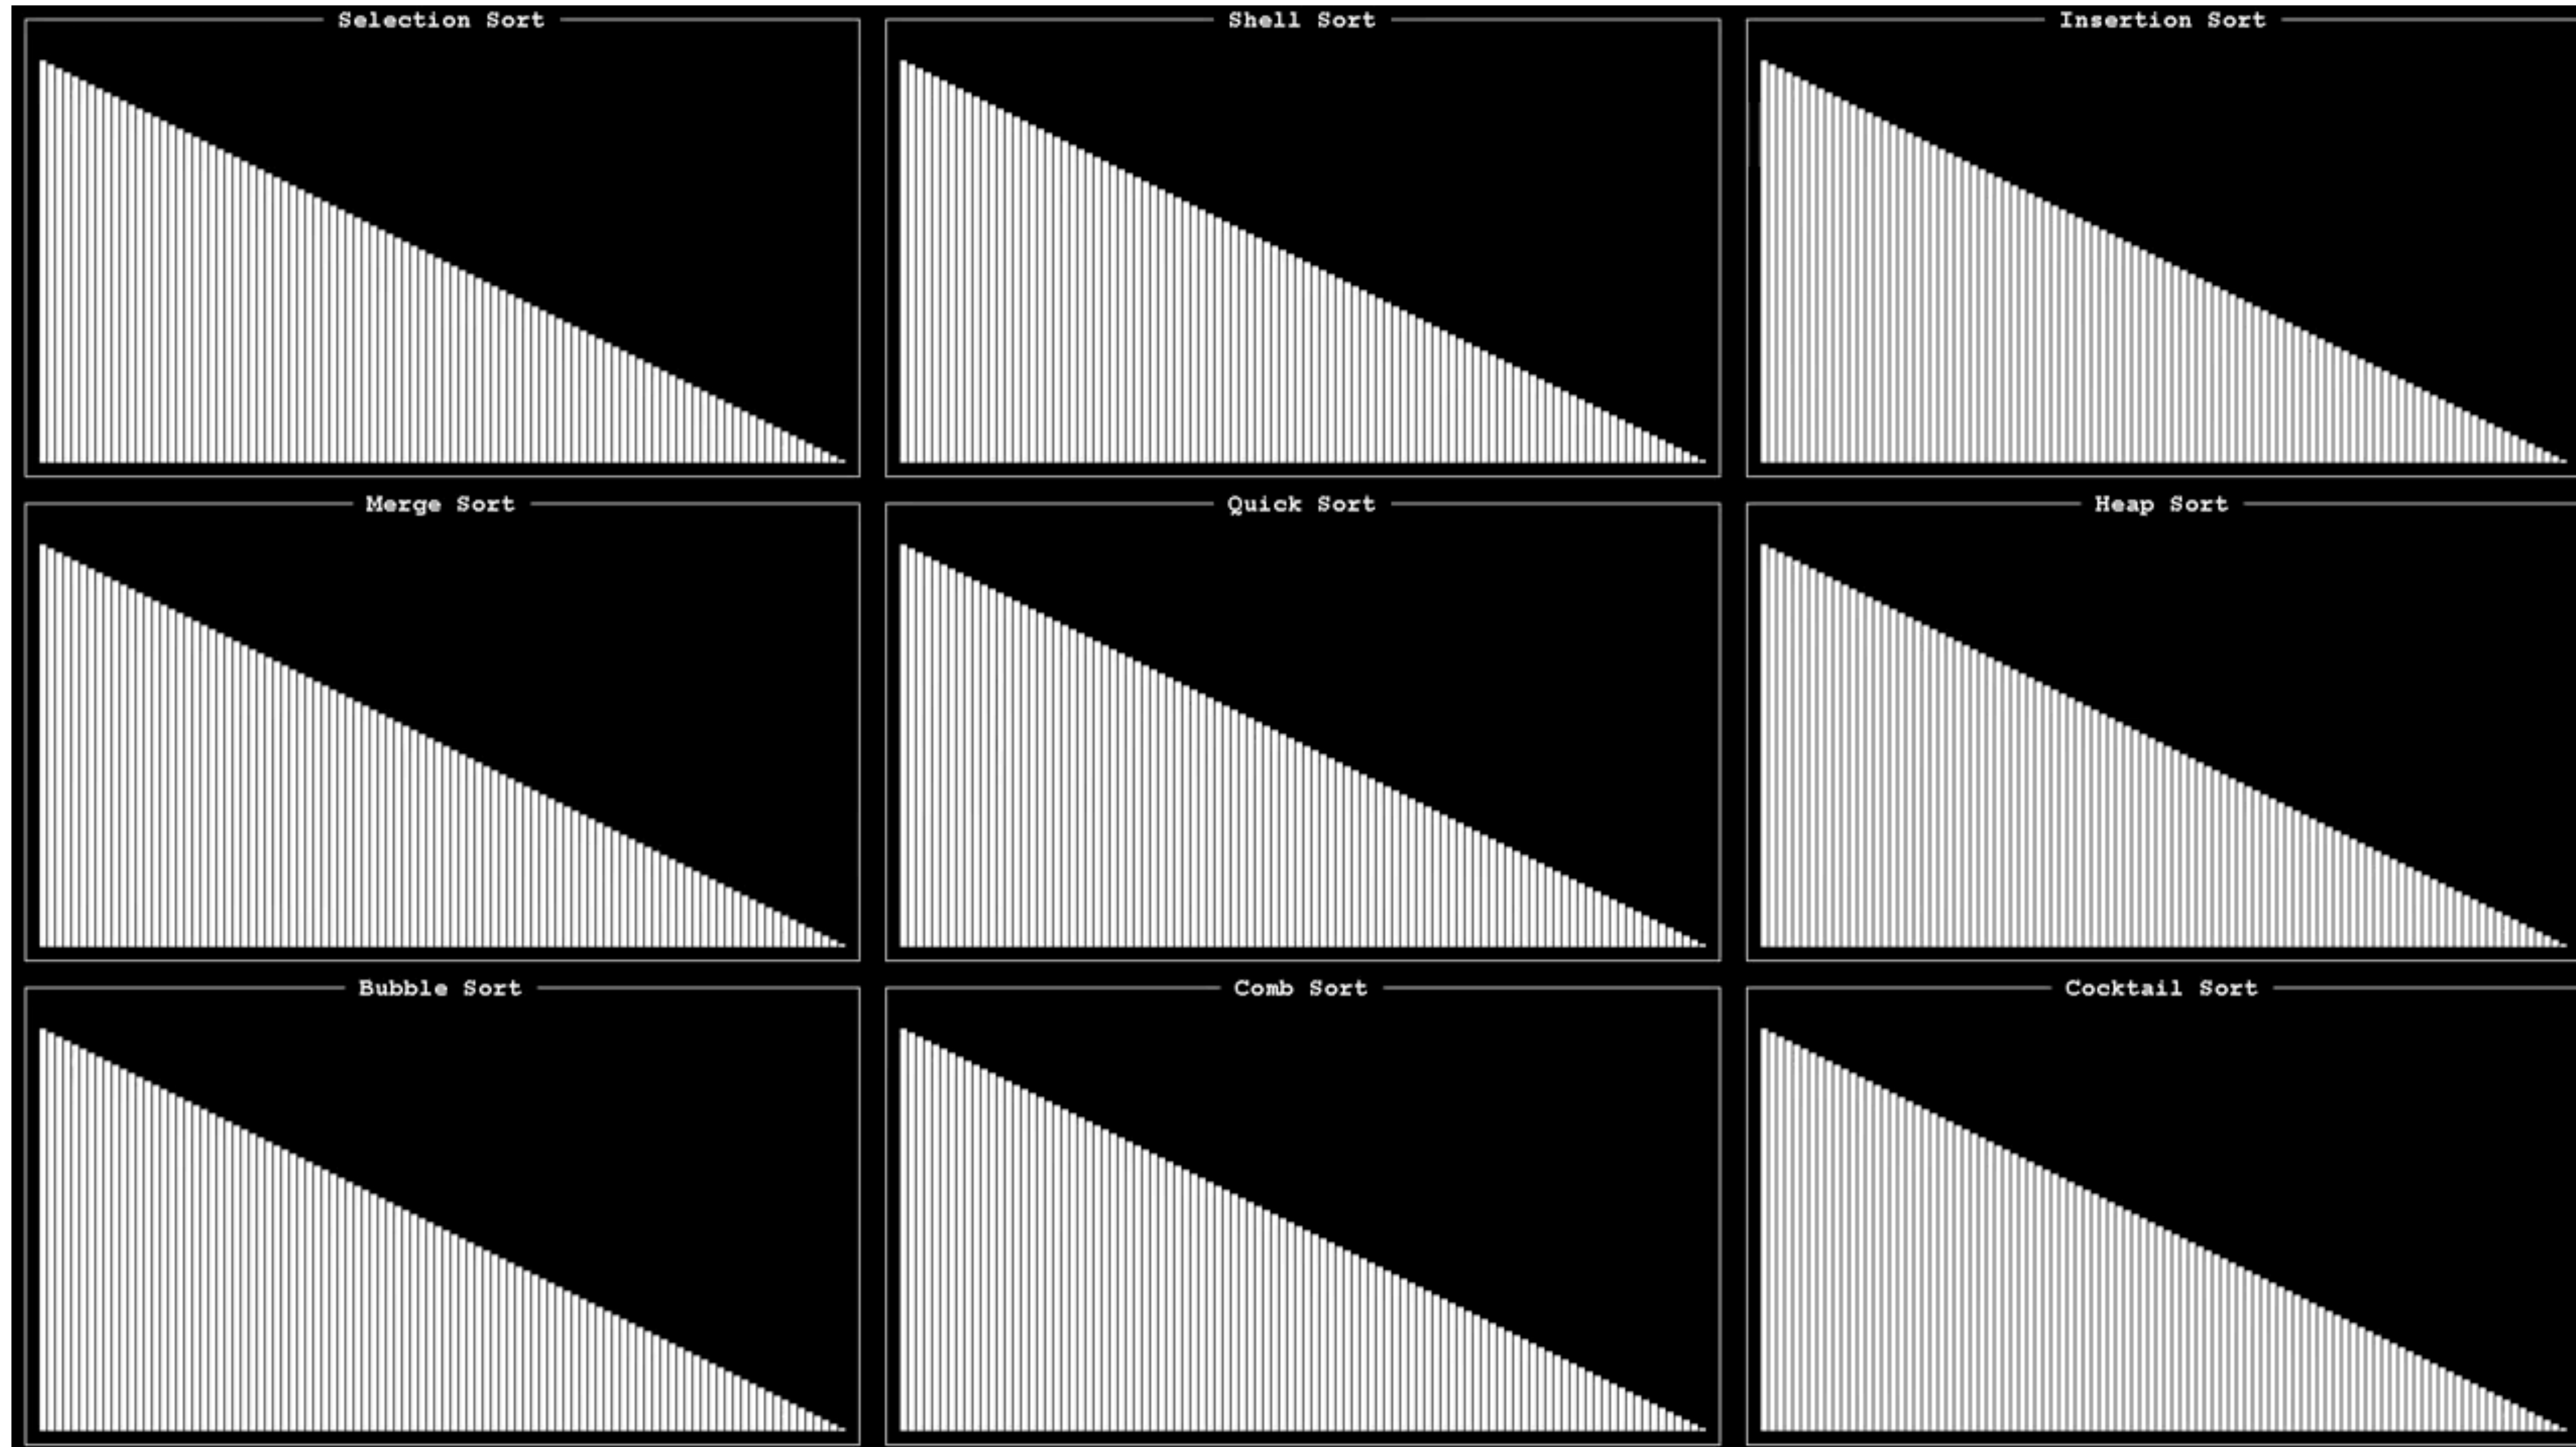 Selection Sort
Shell Sort
Insertion Sort
Merge Sort
Quick Sort
Heap Sort
Bubble Sort
Comb Sort
Cocktail Sort